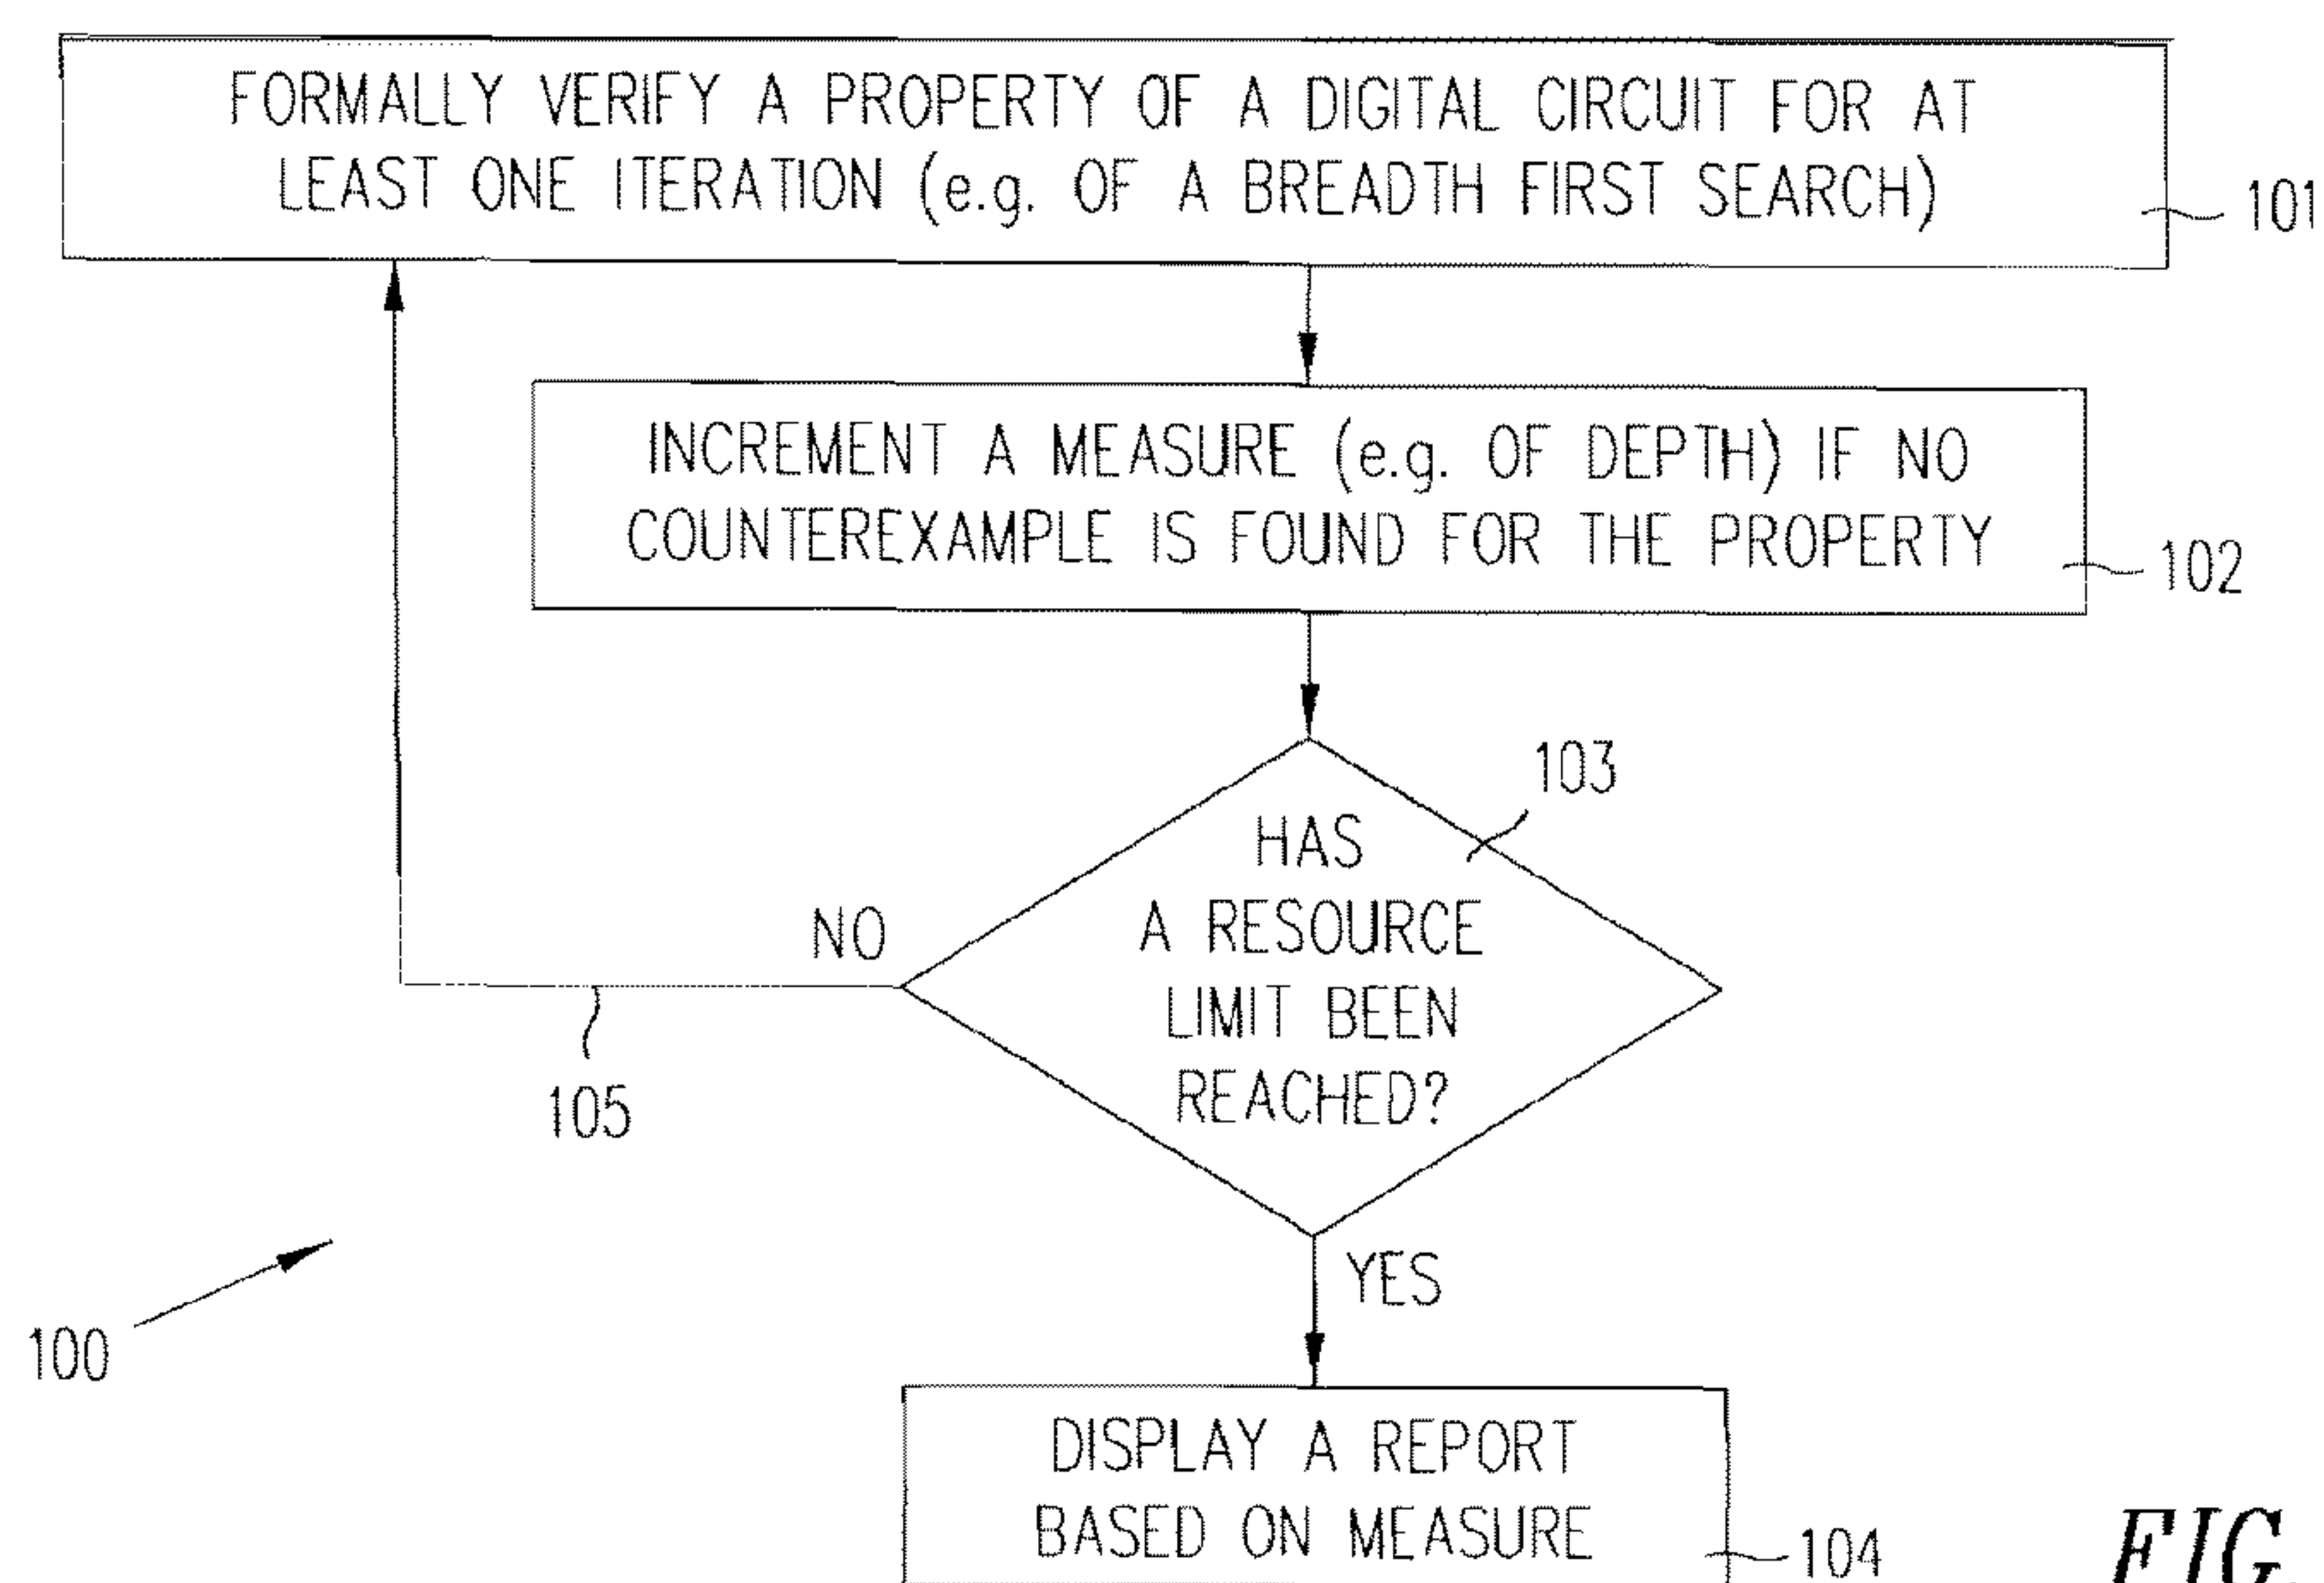 FORMALLY VERIFY A PROPERTY OF A DIGITAL CIRCUIT FOR AT
LEAST ONE ITERATION (e.g. OF A BREADTH FIRST SEARCH)
101
INCREMENT A MEASURE (e.g. OF DEPTH) IF NO
COUNTEREXAMPLE IS FOUND FOR THE PROPERTY
102
103
HAS
A RESOURCE
LIMIT BEEN
REACHED?
NO
105
YES
100
DISPLAY A REPORT
BASED ON MEASURE
104
FIG.